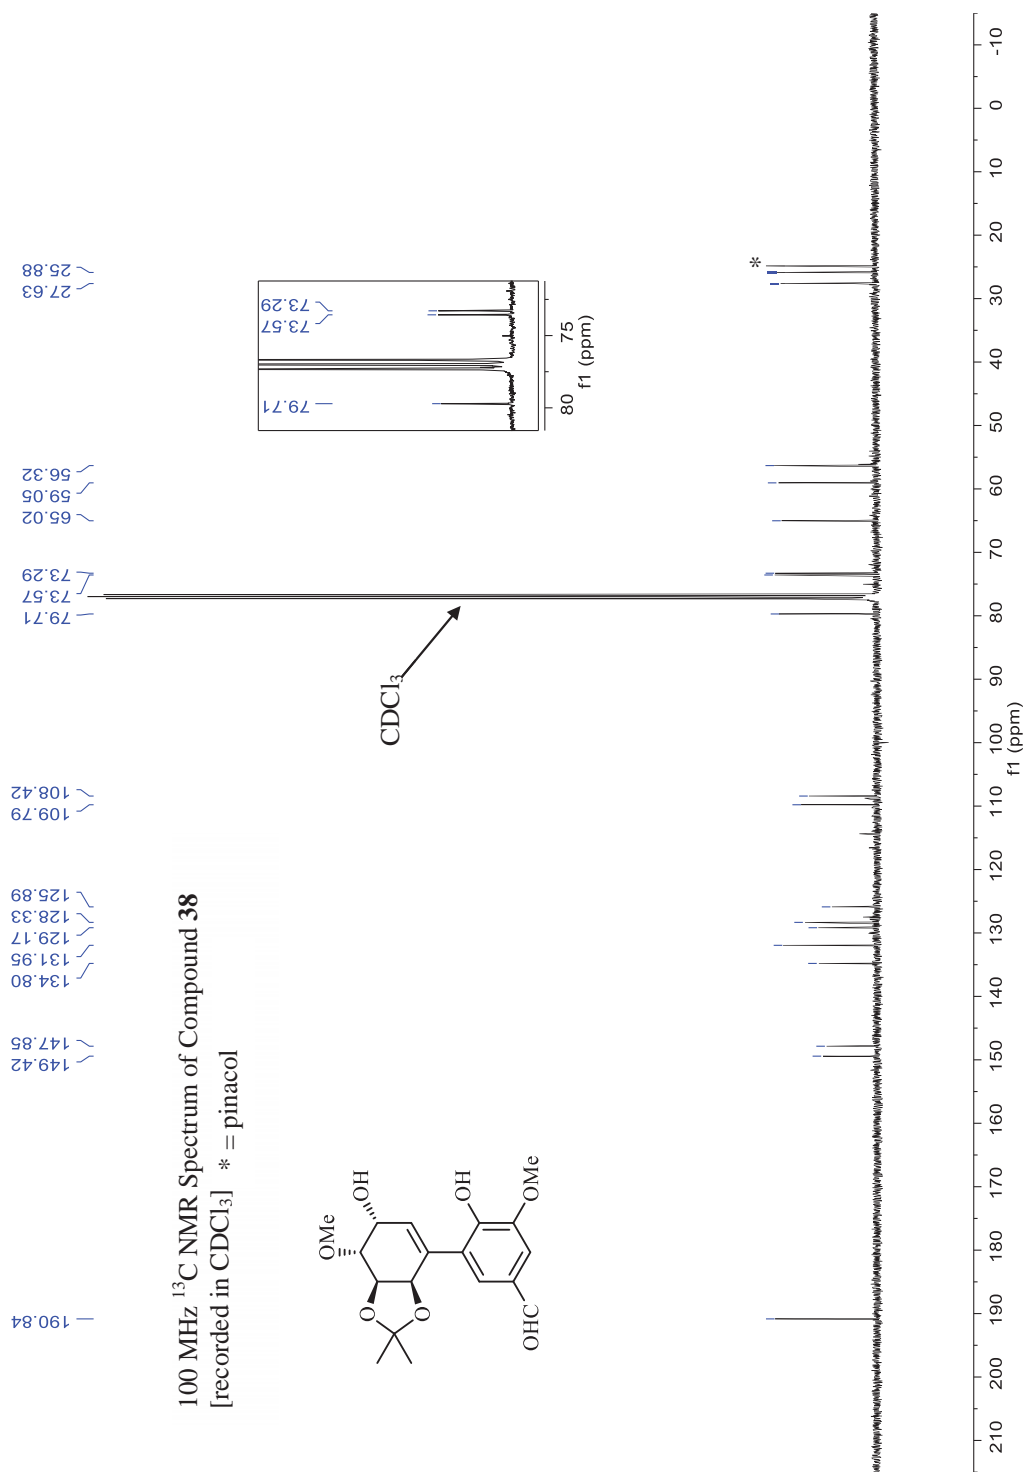 100 MHz ¹³C NMR Spectrum of Compound 38
[recorded in CDCl₃] * = pinacol
OMe
OH
O
O
OH
OMe
OHC
190.84
149.42
147.85
134.80
131.95
129.17
128.33
125.89
109.79
108.42
79.71
73.57
73.29
65.02
59.05
56.32
27.63
25.88
CDCl₃
79.71
73.57
73.29
80
75
f1 (ppm)
*
210 200 190 180 170 160 150 140 130 120 110 100 90 80 70 60 50 40 30 20 10 0 -10
f1 (ppm)